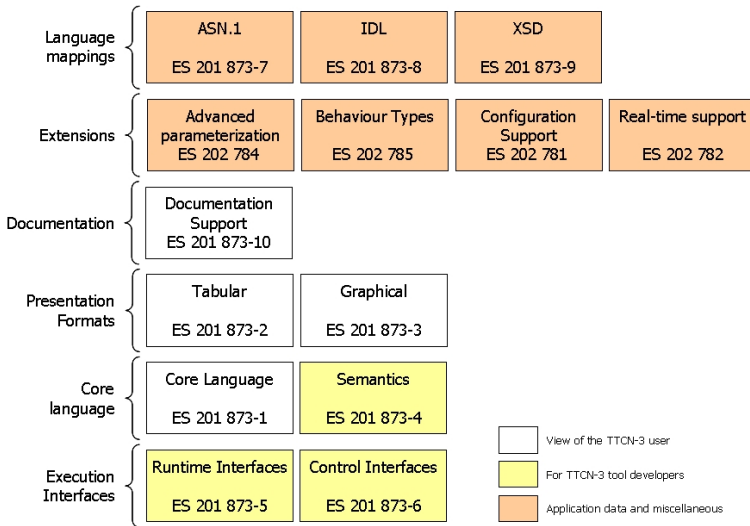 Language
mappings
ASN.1
ES 201 873-7
IDL
ES 201 873-8
XSD
ES 201 873-9
Extensions
Advanced
parameterization
ES 202 784
Behaviour Types
ES 202 785
Configuration
Support
ES 202 781
Real-time support
ES 202 782
Documentation
Documentation
Support
ES 201 873-10
Presentation
Formats
Tabular
ES 201 873-2
Graphical
ES 201 873-3
Core
language
Core Language
ES 201 873-1
Semantics
ES 201 873-4
Execution
Interfaces
Runtime Interfaces
ES 201 873-5
Control Interfaces
ES 201 873-6
View of the TTCN-3 user
For TTCN-3 tool developers
Application data and miscellaneous